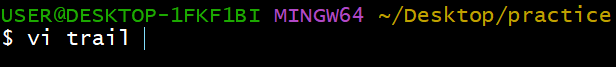 USER@DESKTOP-1FKF1BI MINGW64 ~/Desktop/practice
$ vi trail